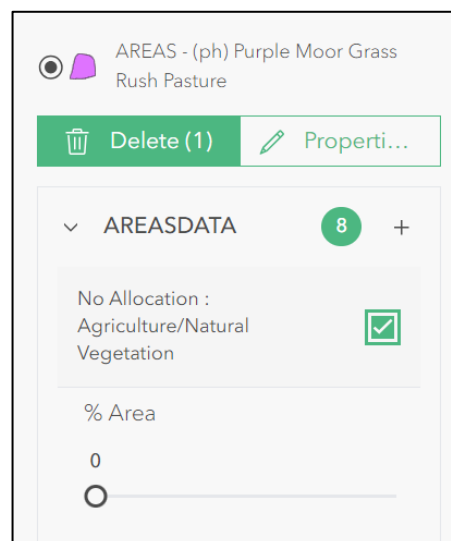 AREAS - (ph) Purple Moor Grass
Rush Pasture
Delete (1)
Properti...
AREASDATA
8
+
No Allocation :
Agriculture/Natural
Vegetation
% Area
0